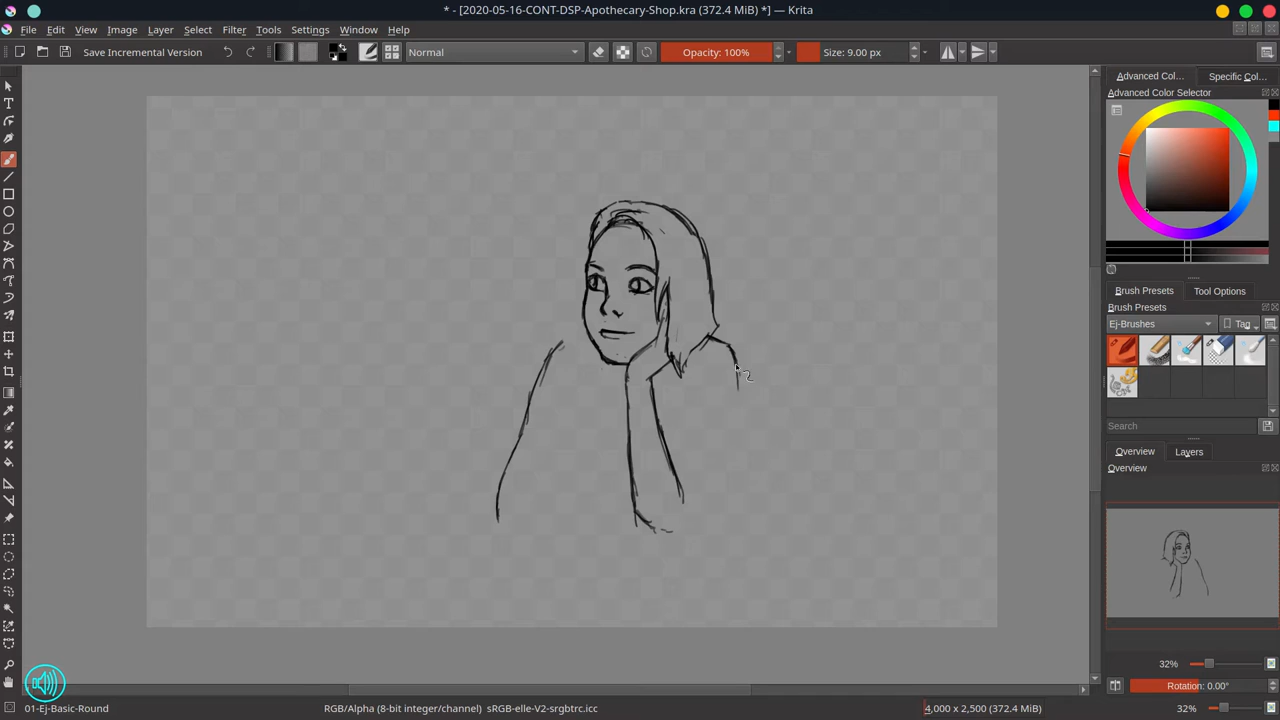 * - [2020-05-16-CONT-DSP-Apothecary-Shop.kra (372.4 MiB) *] — Krita
File Edit View Image Layer Select Filter Tools Settings Window Help
Save Incremental Version Normal Opacity: 100% Size: 9.00 px
Advanced Col... Specific Col...
Advanced Color Selector
Brush Presets Tool Options
Brush Presets
Ej-Brushes Tag
Search
Overview Layers
Overview
32%
Rotation: 0.00°
01-Ej-Basic-Round RGB/Alpha (8-bit integer/channel) sRGB-elle-V2-srgbtrc.icc 4,000 x 2,500 (372.4 MiB) 32%